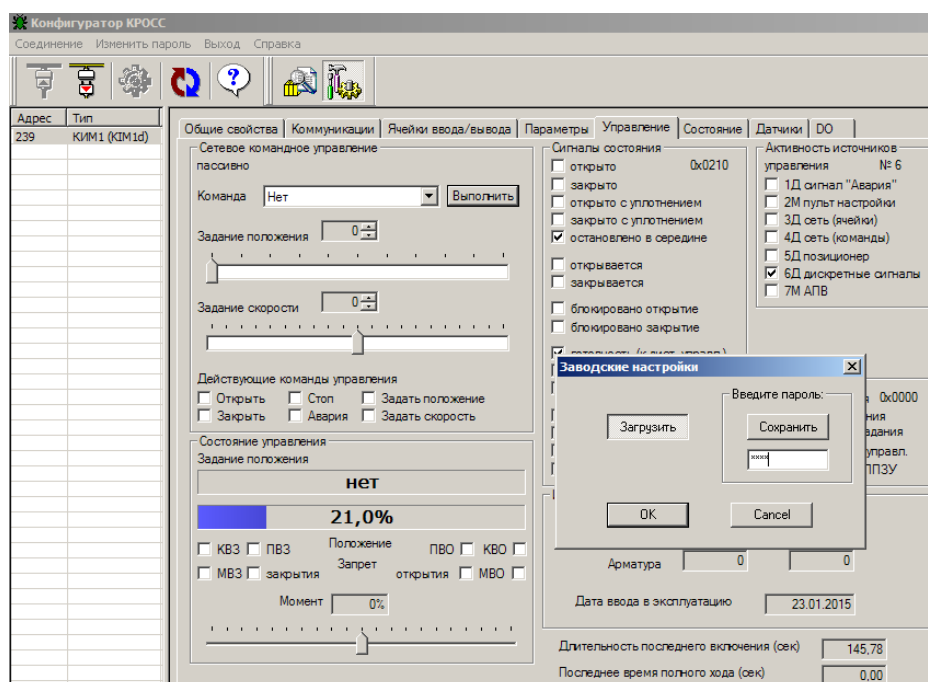 Конфигуратор КРОСС
Соединение Изменить пароль Выход Справка
Адрес Тип
239 КИМ1 (KIM1d)
Общие свойства Коммуникации Ячейки ввода/вывода Параметры Управление Состояние Датчики DO
Сетевое командное управление
пассивно
Команда Нет Выполнить
Задание положения 0
Задание скорости 0
Действующие команды управления
Открыть Стоп Задать положение
Закрыть Авария Задать скорость
Состояние управления
Задание положения
нет
21,0%
КВЗ ПВЗ Положение ПВО КВО
МВЗ закрытия Запрет открытия МВО
Момент 0%
Сигналы состояния
открыто 0x0210
закрыто
открыто с уплотнением
закрыто с уплотнением
остановлено в середине
открывается
закрывается
блокировано открытие
блокировано закрытие
Активность источников
управления № 6
1Д сигнал "Авария"
2М пульт настройки
3Д сеть (ячейки)
4Д сеть (команды)
5Д позиционер
6Д дискретные сигналы
7М АПВ
Заводские настройки
Введите пароль:
Загрузить Сохранить
****
OK Cancel
0x0000
управл.
ППЗУ
Арматура 0 0
Дата ввода в эксплуатацию 23.01.2015
Длительность последнего включения (сек) 145,78
Последнее время полного хода (сек) 0,00